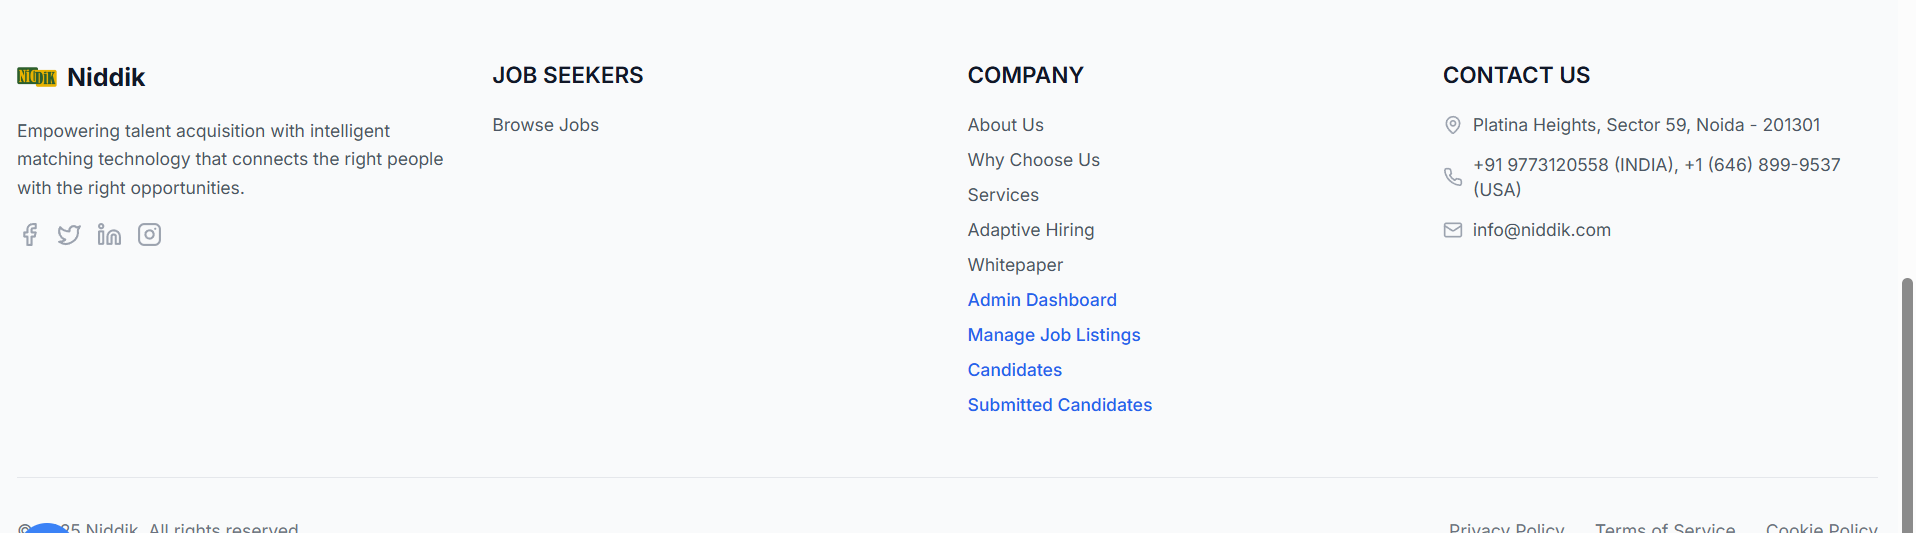 NiDDiK Niddik
Empowering talent acquisition with intelligent
matching technology that connects the right people
with the right opportunities.
JOB SEEKERS
Browse Jobs
COMPANY
About Us
Why Choose Us
Services
Adaptive Hiring
Whitepaper
Admin Dashboard
Manage Job Listings
Candidates
Submitted Candidates
CONTACT US
Platina Heights, Sector 59, Noida - 201301
+91 9773120558 (INDIA), +1 (646) 899-9537
(USA)
info@niddik.com
© 25 Niddik. All rights reserved.
Privacy Policy
Terms of Service
Cookie Policy